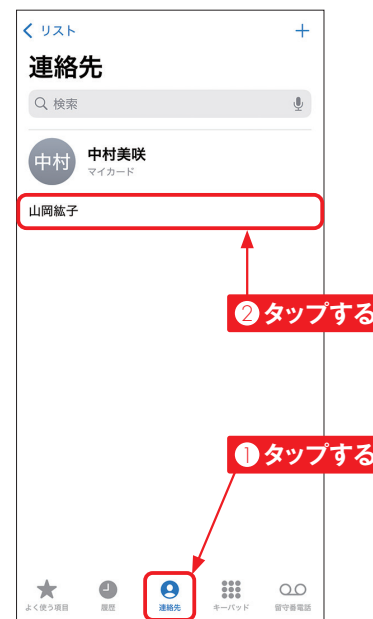 リスト
連絡先
検索
中村
中村美咲
マイカード
山岡紘子
② タップする
① タップする
よく使う項目
履歴
連絡先
キーパッド
留守番電話